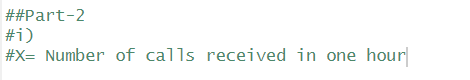 ##Part-2
#i)
#X= Number of calls received in one hour